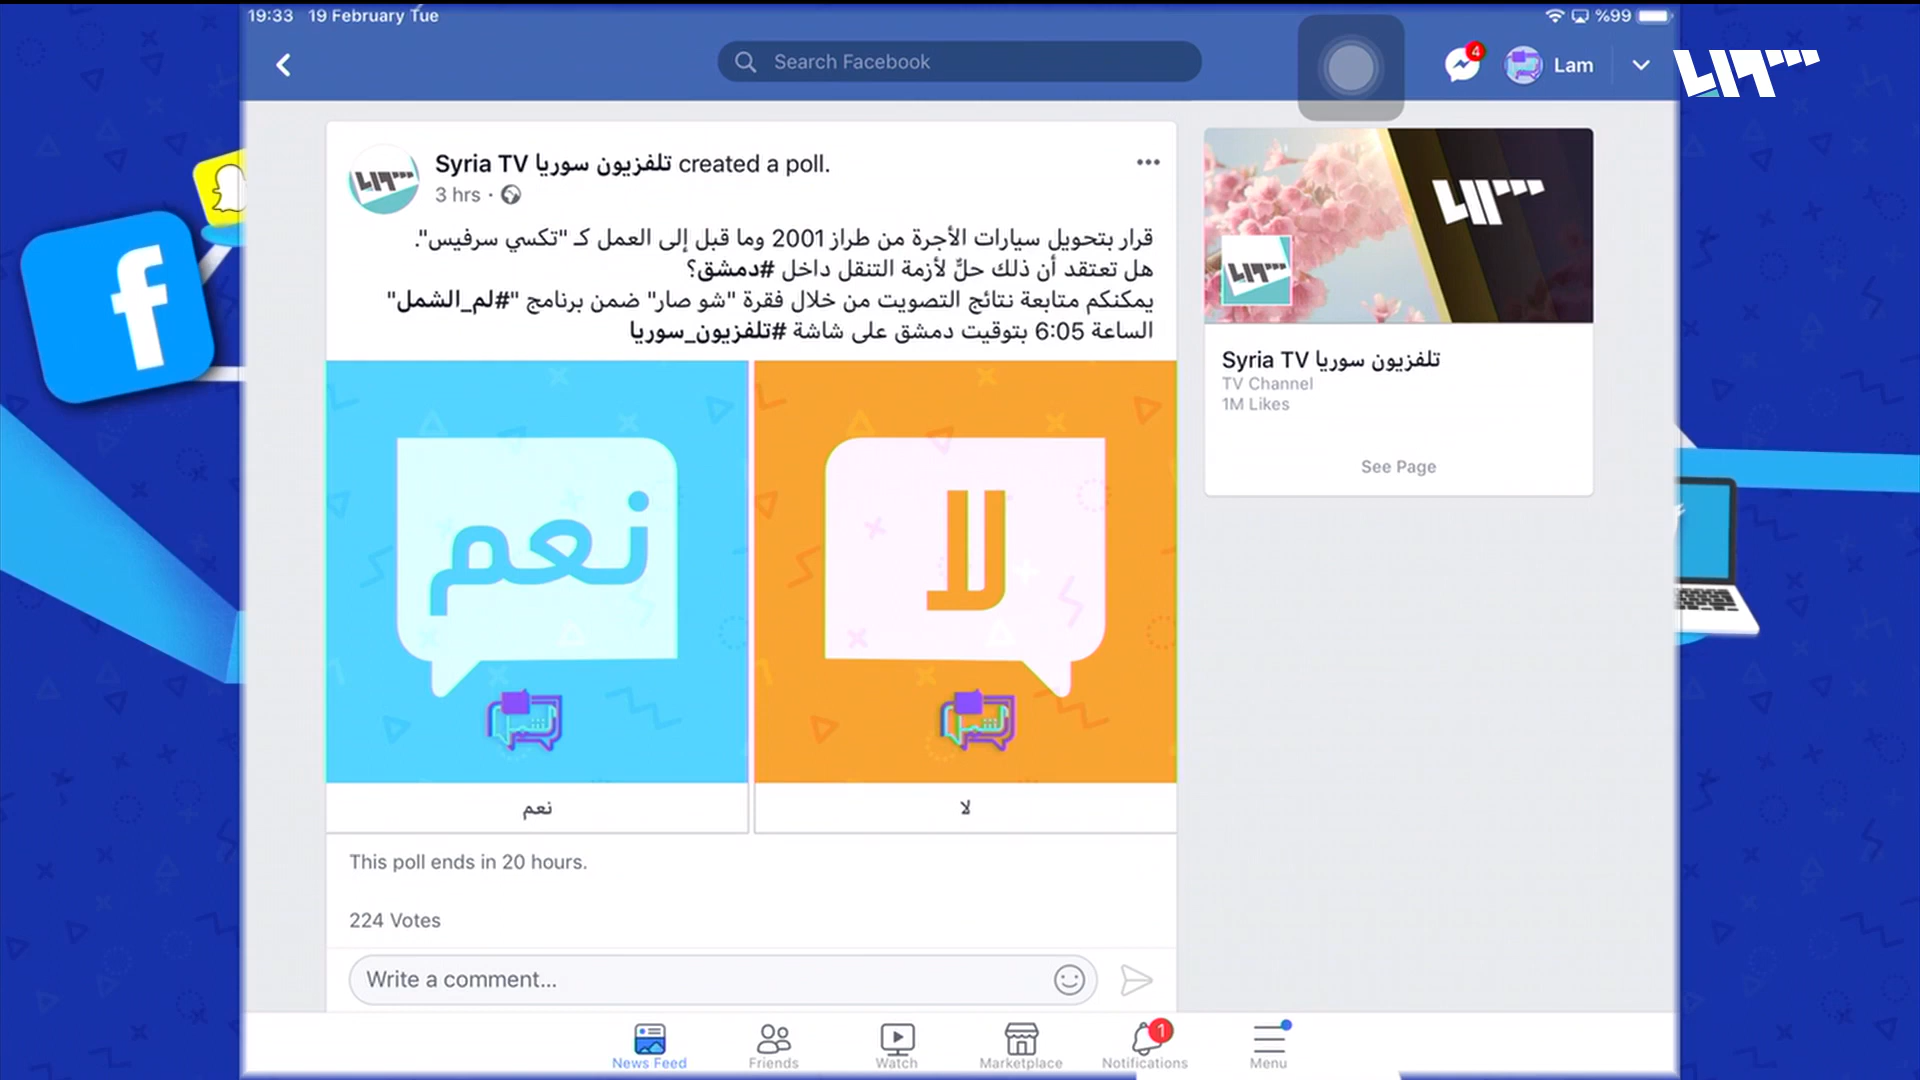 19:33 19 February Tue
%99
Search Facebook
4
Lam
Syria TV تلفزيون سوريا created a poll.
3 hrs ·
قرار بتحويل سيارات الأجرة من طراز 2001 وما قبل إلى العمل كـ "تكسي سرفيس".
هل تعتقد أن ذلك حلٌّ لأزمة التنقل داخل #دمشق؟
يمكنكم متابعة نتائج التصويت من خلال فقرة "شو صار" ضمن برنامج "#لم_الشمل"
الساعة 6:05 بتوقيت دمشق على شاشة #تلفزيون_سوريا
نعم
لا
نعم
لا
This poll ends in 20 hours.
224 Votes
Write a comment...
Syria TV تلفزيون سوريا
TV Channel
1M Likes
See Page
News Feed
Friends
Watch
Marketplace
1
Notifications
Menu